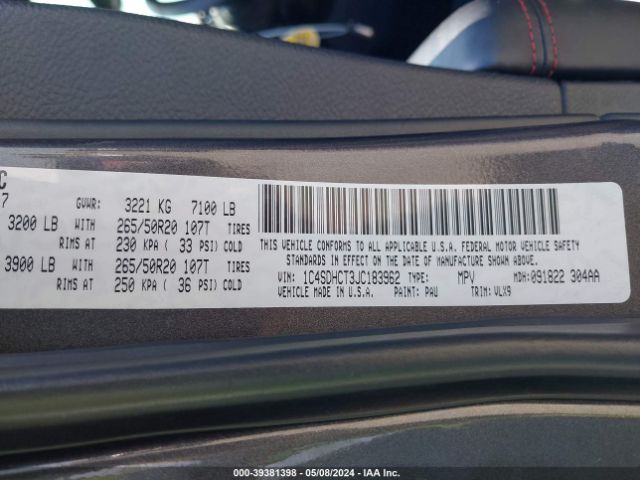 C
7 GVWR: 3221 KG 7100 LB
3200 LB WITH 265/50R20 107T TIRES
RIMS AT 230 KPA ( 33 PSI) COLD
3900 LB WITH 265/50R20 107T TIRES
RIMS AT 250 KPA ( 36 PSI) COLD
THIS VEHICLE CONFORMS TO ALL APPLICABLE U.S.A. FEDERAL MOTOR VEHICLE SAFETY
STANDARDS IN EFFECT ON THE DATE OF MANUFACTURE SHOWN ABOVE.
VIN: 1C4SDHCT3JC183962 TYPE: MPV MDH: 091822 304AA
VEHICLE MADE IN U.S.A. PAINT: PAU TRIM: VLX9
000-39381398 - 05/08/2024 - IAA Inc.